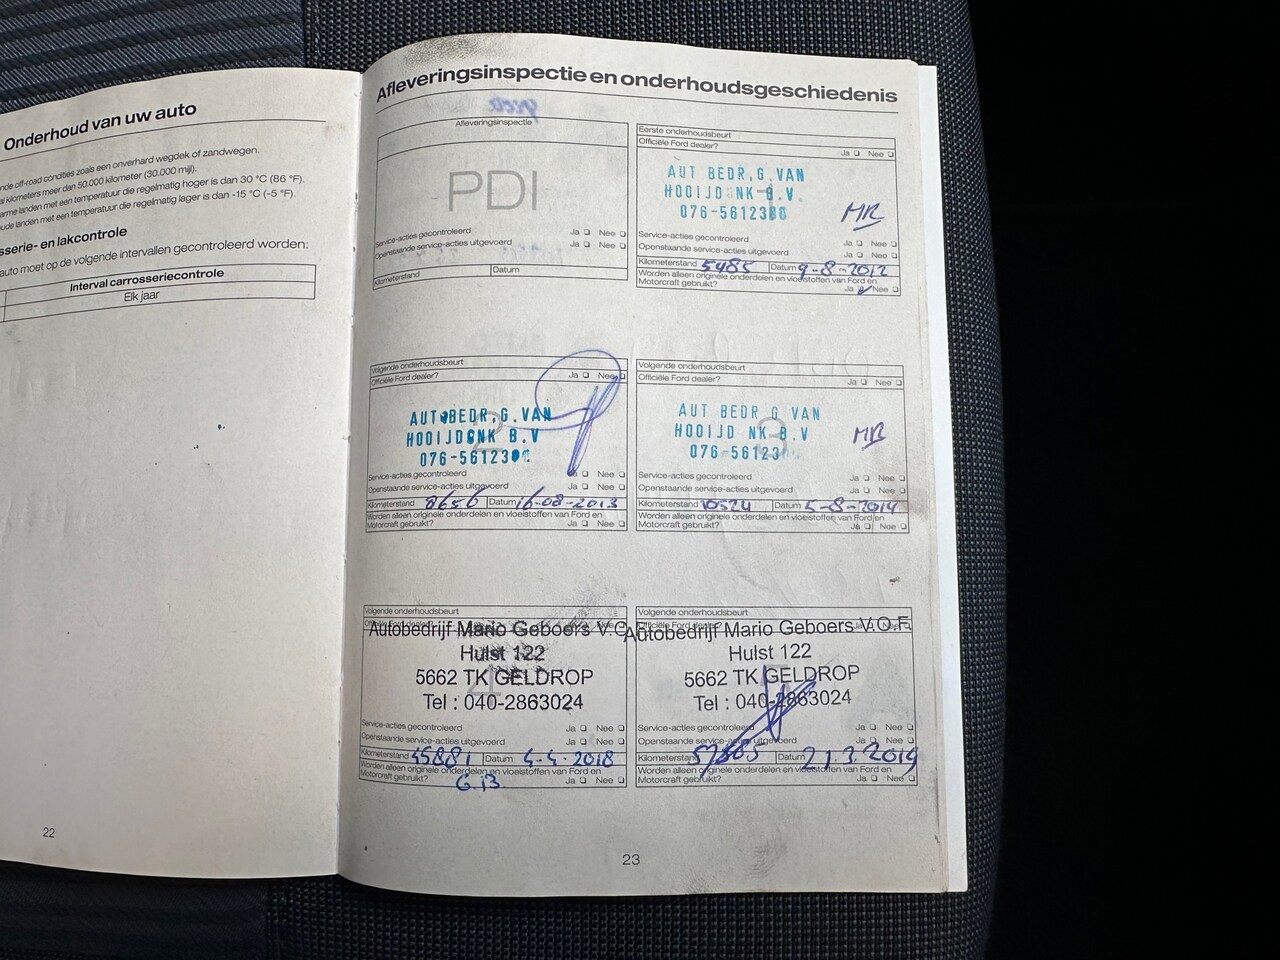 Onderhoud van uw auto
nde off-road condities zoals een onverhard wegdek of zandwegen.
al kilometers meer dan 50.000 kilometer (30.000 mijl).
arme landen met een temperatuur die regelmatig hoger is dan 30 °C (86 °F).
ude landen met een temperatuur die regelmatig lager is dan -15 °C (-5 °F).
sserie- en lakcontrole
auto moet op de volgende intervallen gecontroleerd worden:
Interval carrosseriecontrole
Elk jaar
22
Afleveringsinspectie en onderhoudsgeschiedenis
Afleveringsinspectie
PDI
Service-acties gecontroleerd Ja Nee
Openstaande service-acties uitgevoerd Ja Nee
Kilometerstand Datum
Eerste onderhoudsbeurt
Officiële Ford dealer? Ja Nee
AUT BEDR,G.VAN
HOOIJD NK B.V
076-561230
MR
Service-acties gecontroleerd Ja Nee
Openstaande service-acties uitgevoerd Ja Nee
Kilometerstand 5485 Datum 9-8-2012
Worden alleen originele onderdelen en vloeistoffen van Ford en
Motorcraft gebruikt? Ja Nee
Volgende onderhoudsbeurt
Officiële Ford dealer? Ja Nee
AUTOBEDR,G.VAN
HOOIJDONK B.V
076-56123
Service-acties gecontroleerd Ja Nee
Openstaande service-acties uitgevoerd Ja Nee
Kilometerstand 8656 Datum 16-08-2013
Worden alleen originele onderdelen en vloeistoffen van Ford en
Motorcraft gebruikt? Ja Nee
Volgende onderhoudsbeurt
Officiële Ford dealer? Ja Nee
AUT BEDR G VAN
HOOIJD NK B.V
076-56123
MR
Service-acties gecontroleerd Ja Nee
Openstaande service-acties uitgevoerd Ja Nee
Kilometerstand 10524 Datum 5-8-2014
Worden alleen originele onderdelen en vloeistoffen van Ford en
Motorcraft gebruikt? Ja Nee
Volgende onderhoudsbeurt
Autobedrijf Mario Geboers V.O
Hulst 122
5662 TK GELDROP
Tel : 040-2863024
Service-acties gecontroleerd Ja Nee
Openstaande service-acties uitgevoerd Ja Nee
Kilometerstand 45881 Datum 4-4-2018
Worden alleen originele onderdelen en vloeistoffen van Ford en
Motorcraft gebruikt? Ja Nee
Volgende onderhoudsbeurt
Autobedrijf Mario Geboers V.O.F.
Hulst 122
5662 TK GELDROP
Tel : 040-2863024
Service-acties gecontroleerd Ja Nee
Openstaande service-acties uitgevoerd Ja Nee
Kilometerstand Datum 21.3.2019
Worden alleen originele onderdelen en vloeistoffen van Ford en
Motorcraft gebruikt? Ja Nee
23